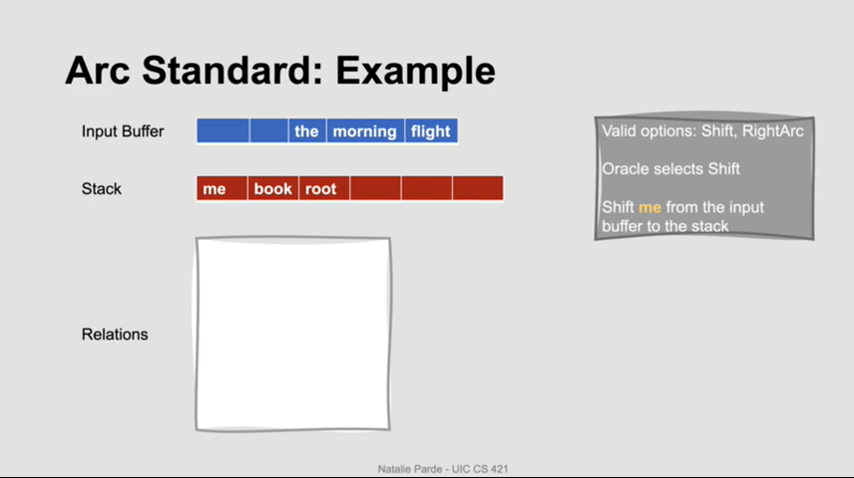 Arc Standard: Example
Input Buffer
the morning flight
Stack
me book root
Valid options: Shift, RightArc
Oracle selects Shift
Shift me from the input
buffer to the stack
Relations
Natalie Parde - UIC CS 421